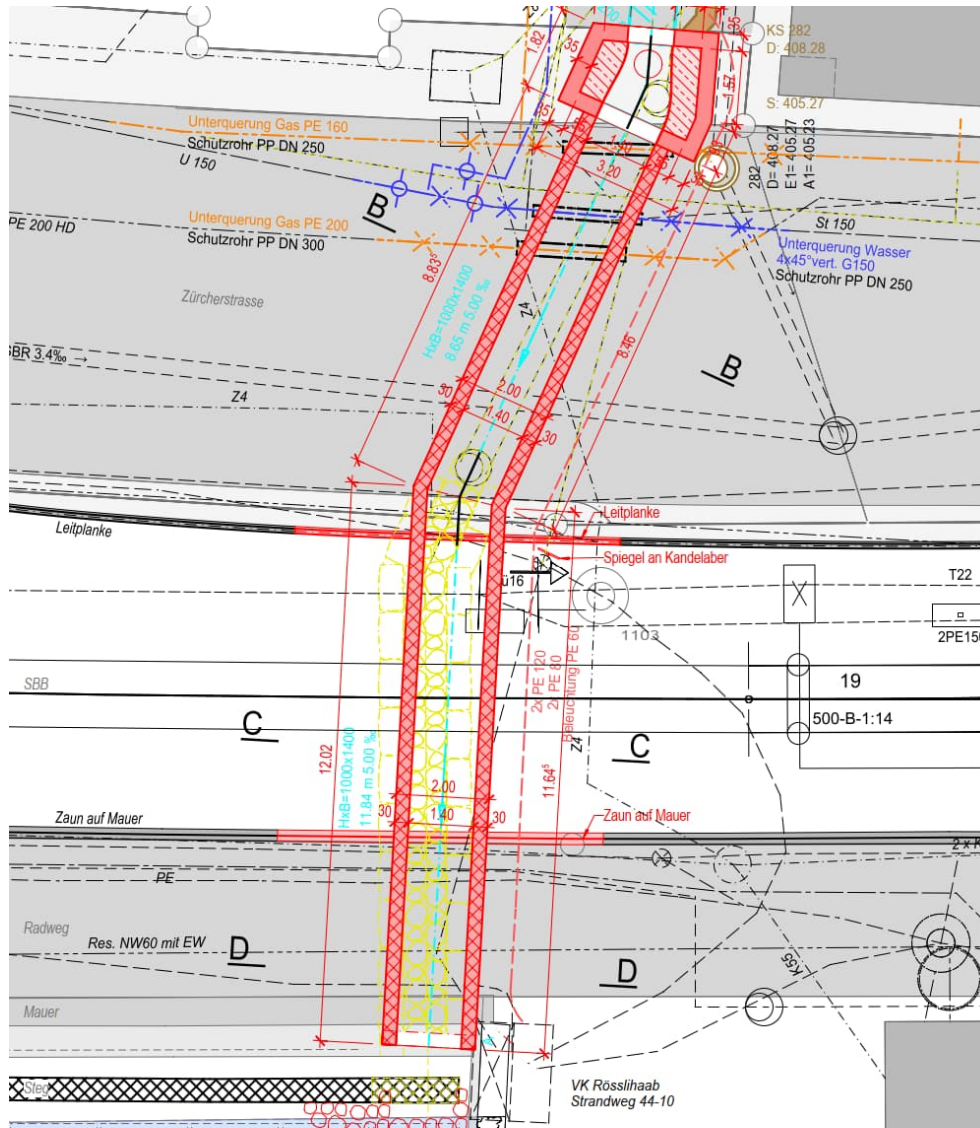 1.82
35
35
KS 282
D: 408.28
1.57
S: 405.27
Unterquerung Gas PE 160
Schutzrohr PP DN 250
U 150
3.20
35
282
D= 408.27
E1= 405.27
A1= 405.23
B
PE 200 HD
Unterquerung Gas PE 200
Schutzrohr PP DN 300
St 150
Unterquerung Wasser
4x45°vert. G150
Schutzrohr PP DN 250
8.83⁵
Zürcherstrasse
HxB=1000x1400
8.65 m 5.00 ‰
Z4
8.46
SBR 3.4‰ →
B
Z4
2.00
30
1.40
30
Leitplanke
Leitplanke
Spiegel an Kandelaber
ü16
T22
1103
2PE150
2x PE 120
2x PE 80
Beleuchtung PE 60
SBB
19
500-B-1:14
C
C
12.02
HxB=1000x1400
11.84 m 5.00 ‰
Z4
11.64⁵
2.00
30
1.40
30
Zaun auf Mauer
Zaun auf Mauer
2 x K
PE
Radweg
Res. NW60 mit EW
D
D
K55
Mauer
Steg
VK Rösslihaab
Strandweg 44-10